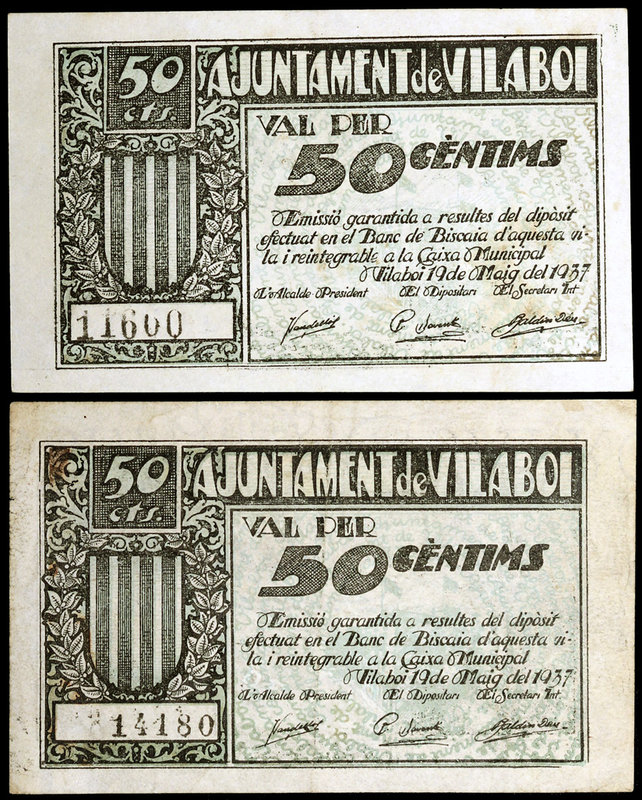 50 cts.
AJUNTAMENT de VILABOI
VAL PER
50 CÈNTIMS
Emissió garantida a resultes del dipòsit
efectuat en el Banc de Biscaia d'aquesta vi-
la i reintegrable a la Caixa Municipal
Vilaboi 19 de Maig del 1937
L'Alcalde President El Dipositari El Secretari Int.
11600
50 cts.
AJUNTAMENT de VILABOI
VAL PER
50 CÈNTIMS
Emissió garantida a resultes del dipòsit
efectuat en el Banc de Biscaia d'aquesta vi-
la i reintegrable a la Caixa Municipal
Vilaboi 19 de Maig del 1937
L'Alcalde President El Dipositari El Secretari Int.
14180